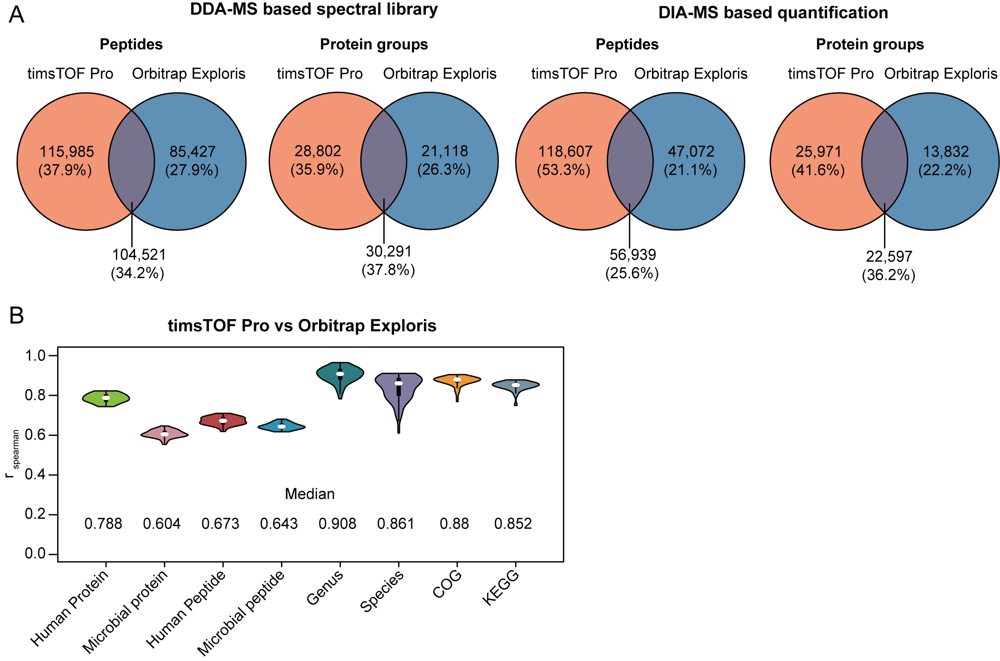 A
DDA-MS based spectral library
DIA-MS based quantification
Peptides
Protein groups
Peptides
Protein groups
timsTOF Pro
Orbitrap Exploris
timsTOF Pro
Orbitrap Exploris
timsTOF Pro
Orbitrap Exploris
timsTOF Pro
Orbitrap Exploris
115,985
(37.9%)
85,427
(27.9%)
104,521
(34.2%)
28,802
(35.9%)
21,118
(26.3%)
30,291
(37.8%)
118,607
(53.3%)
47,072
(21.1%)
56,939
(25.6%)
25,971
(41.6%)
13,832
(22.2%)
22,597
(36.2%)
B
timsTOF Pro vs Orbitrap Exploris
r spearman
1.0
0.8
0.6
0.4
0.2
0.0
Median
0.788
0.604
0.673
0.643
0.908
0.861
0.88
0.852
Human Protein
Microbial protein
Human Peptide
Microbial peptide
Genus
Species
COG
KEGG